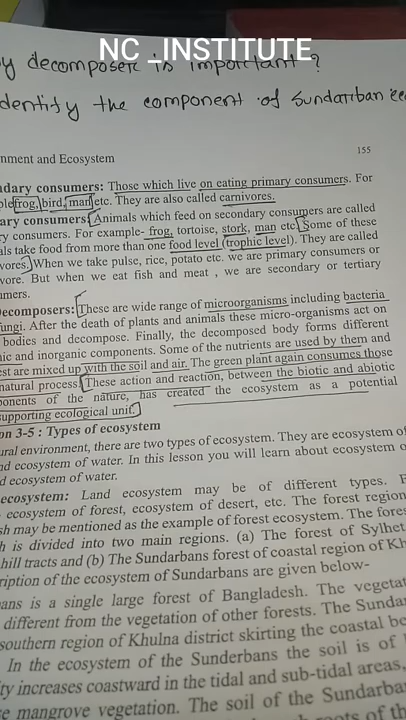 NC _INSTITUTE
y decomposer is important ?
dentify the component of Sundarban
nment and Ecosystem
155
ndary consumers: Those which live on eating primary consumers. For
ple frog, bird, man etc. They are also called carnivores.
ary consumers: Animals which feed on secondary consumers are called
ry consumers. For example- frog, tortoise, stork, man etc. Some of these
als take food from more than one food level (trophic level). They are called
vores. When we take pulse, rice, potato etc. we are primary consumers or
vore. But when we eat fish and meat , we are secondary or tertiary
umers.
ecomposers: These are wide range of microorganisms including bacteria
fungi. After the death of plants and animals these micro-organisms act on
bodies and decompose. Finally, the decomposed body forms different
nic and inorganic components. Some of the nutrients are used by them and
est are mixed up with the soil and air. The green plant again consumes those
natural process. These action and reaction, between the biotic and abiotic
ponents of the nature, has created the ecosystem as a potential
supporting ecological unit.
on 3-5 : Types of ecosystem
ural environment, there are two types of ecosystem. They are ecosystem of
nd ecosystem of water. In this lesson you will learn about ecosystem o
d ecosystem of water.
ecosystem: Land ecosystem may be of different types. F
ecosystem of forest, ecosystem of desert, etc. The forest region
sh may be mentioned as the example of forest ecosystem. The fores
h is divided into two main regions. (a) The forest of Sylhet
hill tracts and (b) The Sundarbans forest of coastal region of Kh
ription of the ecosystem of Sundarbans are given below-
ans is a single large forest of Bangladesh. The vegetat
different from the vegetation of other forests. The Sundar
southern region of Khulna district skirting the coastal be
In the ecosystem of the Sunderbans the soil is of
ty increases coastward in the tidal and sub-tidal areas,
e mangrove vegetation. The soil of the Sundarba
roots of th